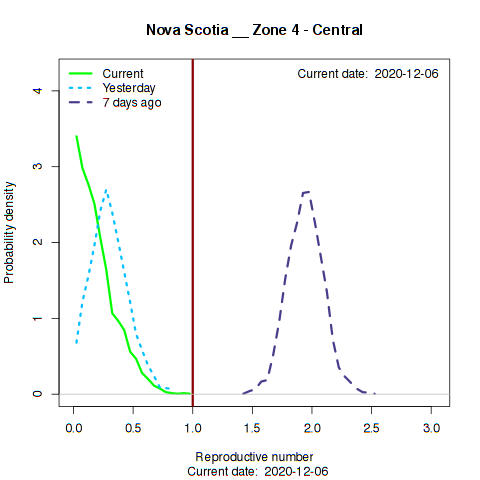 Nova Scotia __ Zone 4 - Central
Current
Yesterday
7 days ago
Current date:  2020-12-06
Probability density
4
3
2
1
0
0.0 0.5 1.0 1.5 2.0 2.5 3.0
Reproductive number
Current date:  2020-12-06